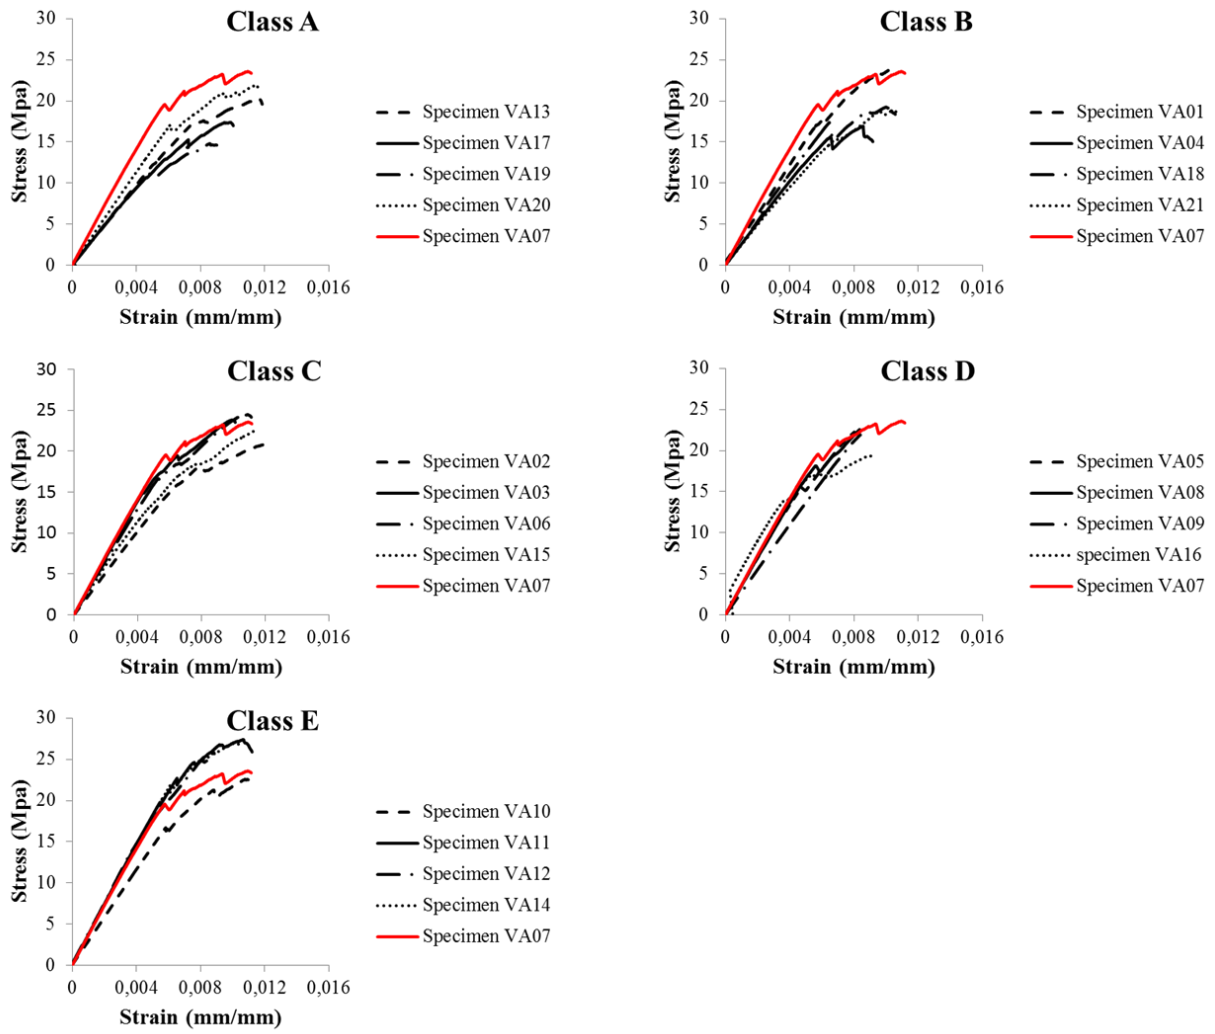 Class A
30
25
20
15
10
5
0
Stress (Mpa)
0 0,004 0,008 0,012 0,016
Strain (mm/mm)
Specimen VA13
Specimen VA17
Specimen VA19
Specimen VA20
Specimen VA07
Class B
30
25
20
15
10
5
0
Stress (Mpa)
0 0,004 0,008 0,012 0,016
Strain (mm/mm)
Specimen VA01
Specimen VA04
Specimen VA18
Specimen VA21
Specimen VA07
Class C
30
25
20
15
10
5
0
Stress (Mpa)
0 0,004 0,008 0,012 0,016
Strain (mm/mm)
Specimen VA02
Specimen VA03
Specimen VA06
Specimen VA15
Specimen VA07
Class D
30
25
20
15
10
5
0
Stress (Mpa)
0 0,004 0,008 0,012 0,016
Strain (mm/mm)
Specimen VA05
Specimen VA08
Specimen VA09
specimen VA16
Specimen VA07
Class E
30
25
20
15
10
5
0
Stress (Mpa)
0 0,004 0,008 0,012 0,016
Strain (mm/mm)
Specimen VA10
Specimen VA11
Specimen VA12
Specimen VA14
Specimen VA07